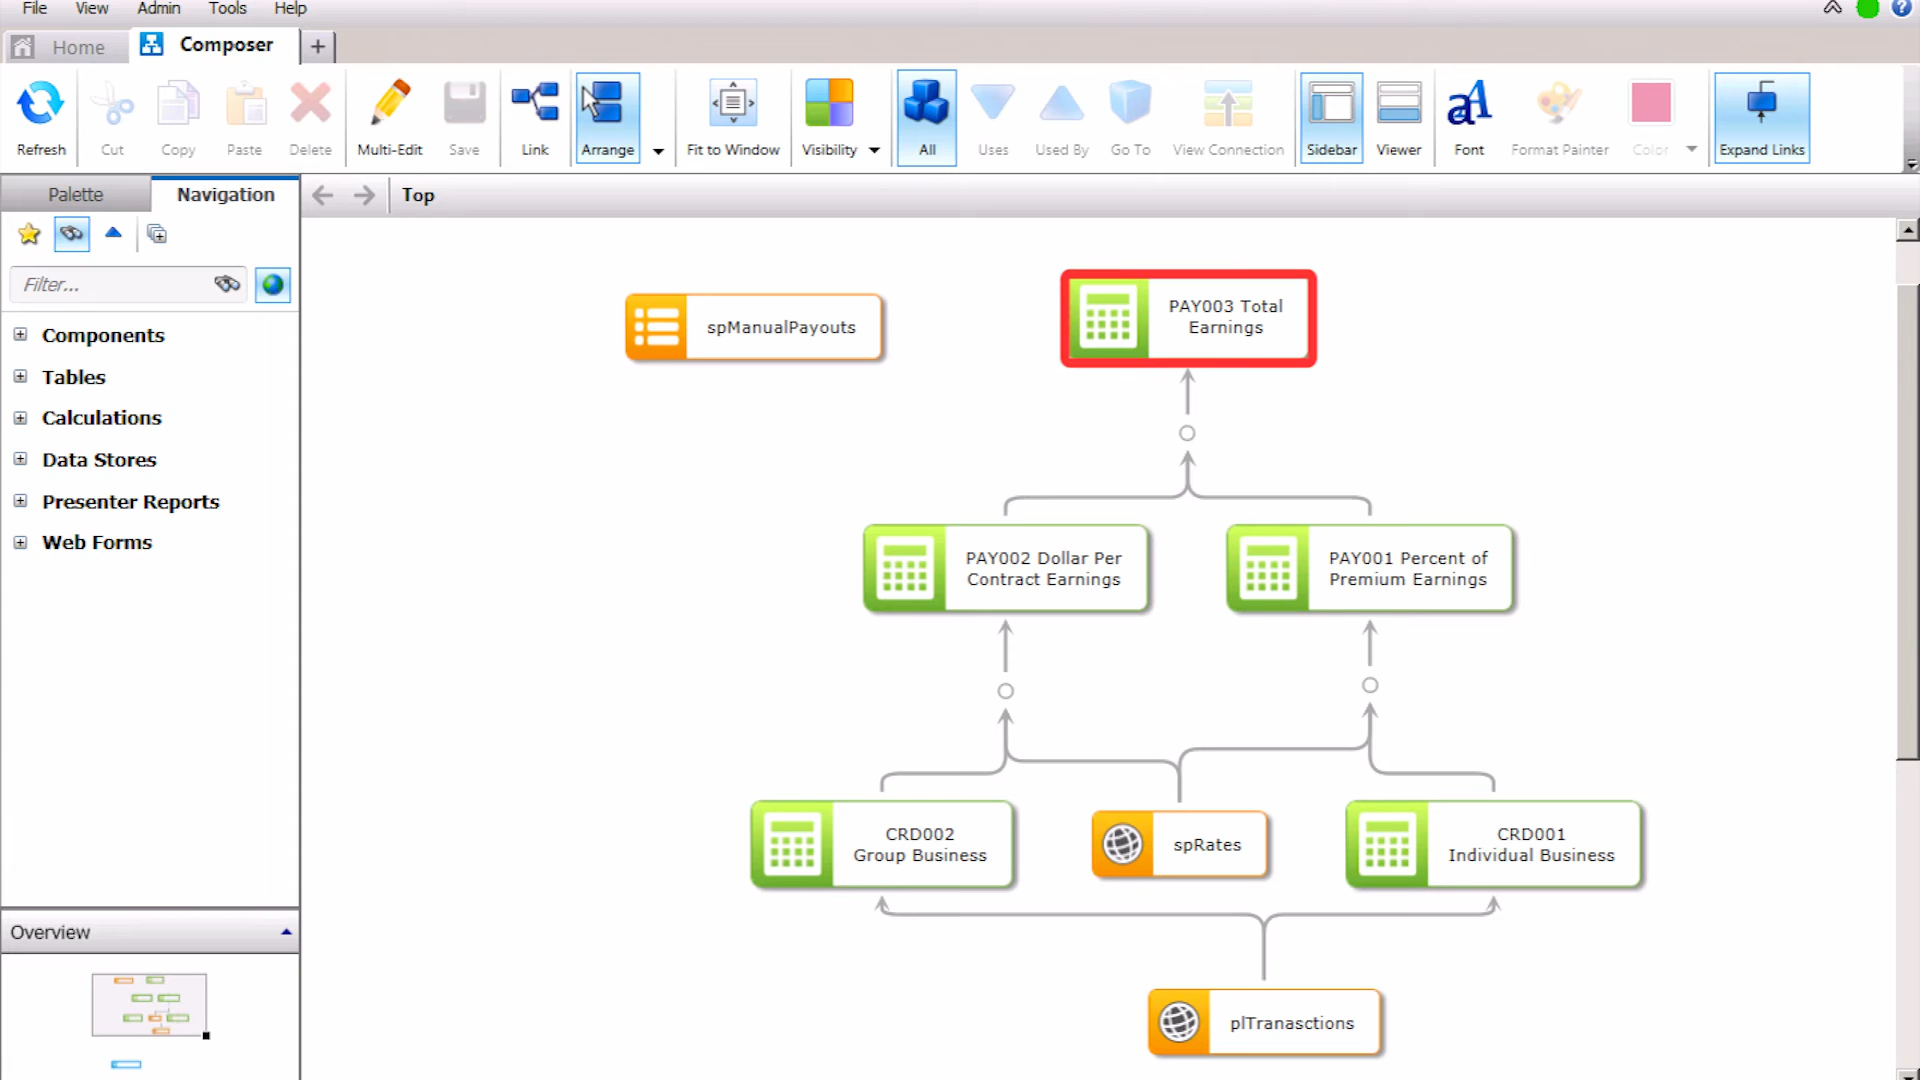 File View Admin Tools Help
Home Composer +
Refresh Cut Copy Paste Delete Multi-Edit Save Link Arrange Fit to Window Visibility All Uses Used By Go To View Connection Sidebar Viewer Font Format Painter Color Expand Links
Palette Navigation Top
Filter...
Components
Tables
Calculations
Data Stores
Presenter Reports
Web Forms
Overview
spManualPayouts
PAY003 Total
Earnings
PAY002 Dollar Per
Contract Earnings
PAY001 Percent of
Premium Earnings
CRD002
Group Business
spRates
CRD001
Individual Business
plTranasctions